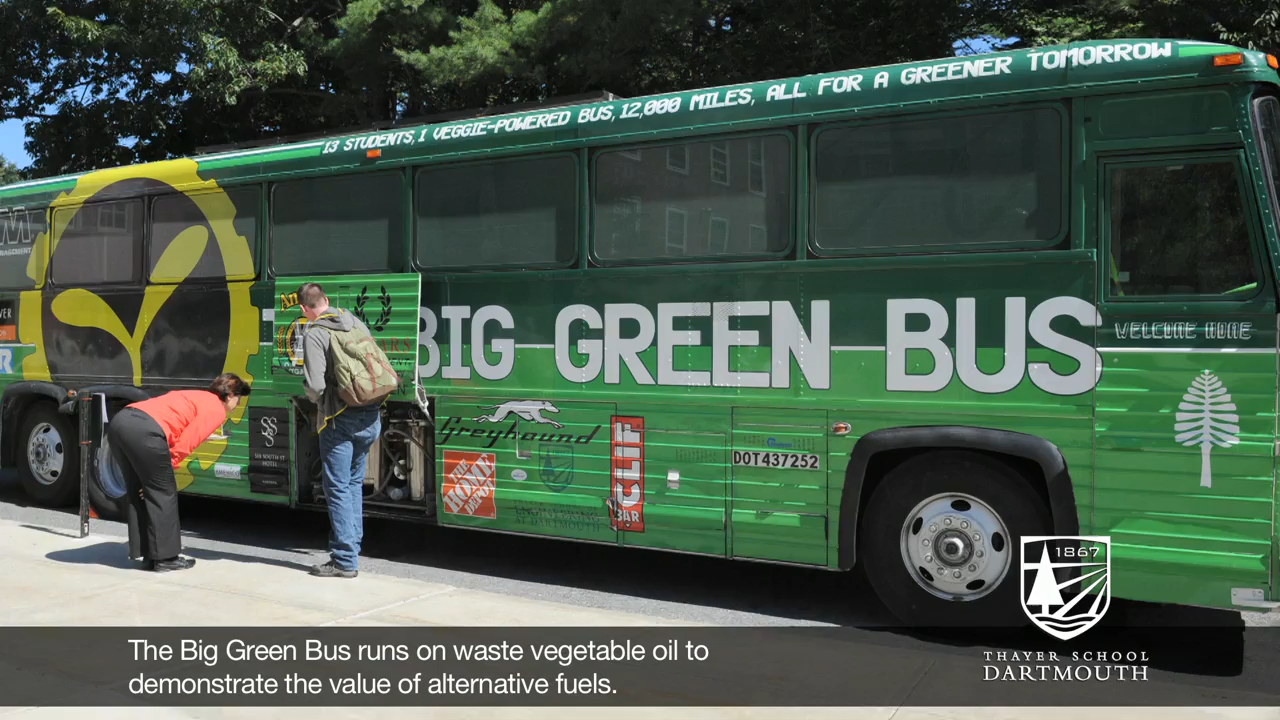 13 STUDENTS, 1 VEGGIE-POWERED BUS, 12,000 MILES, ALL FOR A GREENER TOMORROW
BIG GREEN BUS
WELCOME HOME
Greyhound
THE HOME DEPOT
CLIF BAR
DOT437252
AT DARTMOUTH
1867
THAYER SCHOOL
DARTMOUTH
The Big Green Bus runs on waste vegetable oil to
demonstrate the value of alternative fuels.